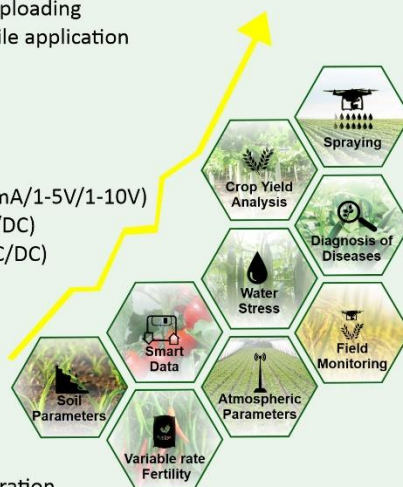 ploading
ile application
mA/1-5V/1-10V)
/DC)
C/DC)
Spraying
Crop Yield
Analysis
Diagnosis of
Diseases
Water
Stress
Smart
Data
Field
Monitoring
Soil
Parameters
Atmospheric
Parameters
Variable rate
Fertility
ration